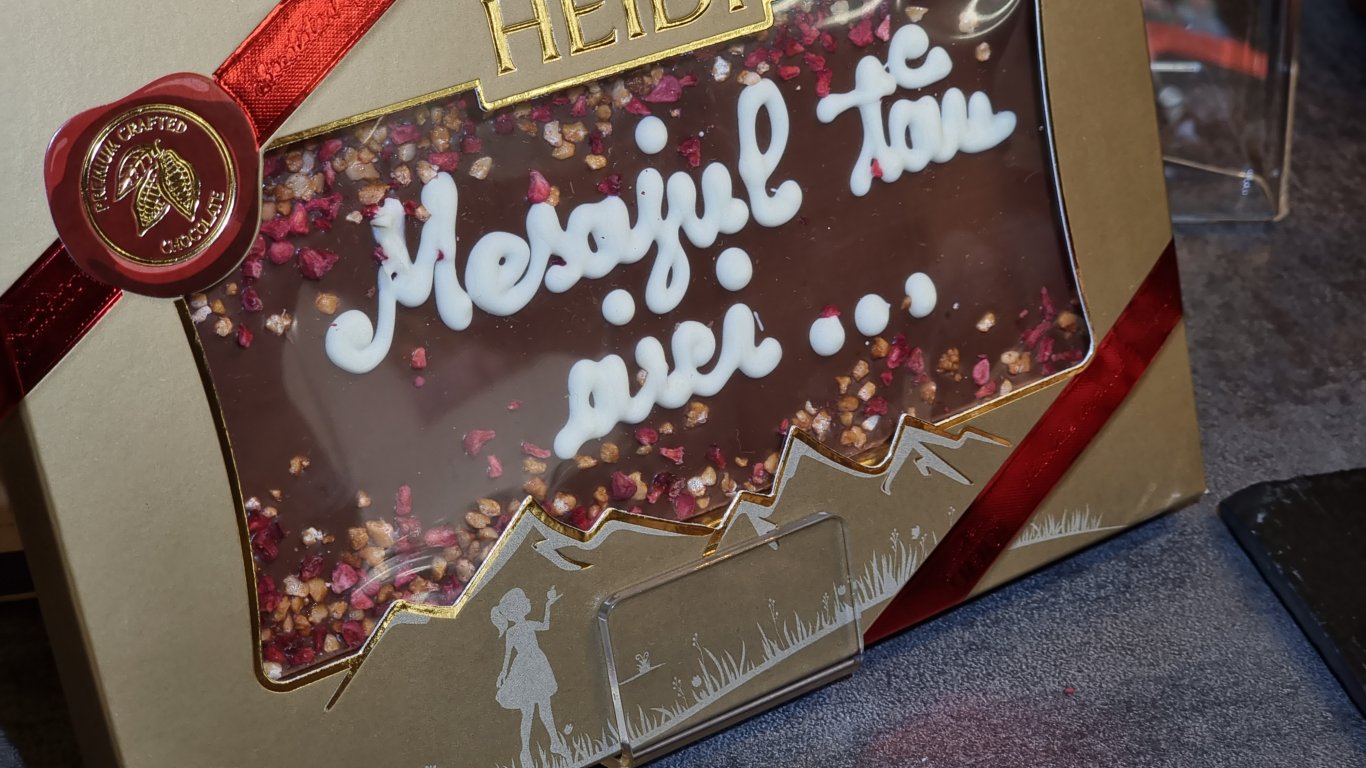 HEIDI
PREMIUM CRAFTED
CHOCOLATE
Mesajul tău
aici ...